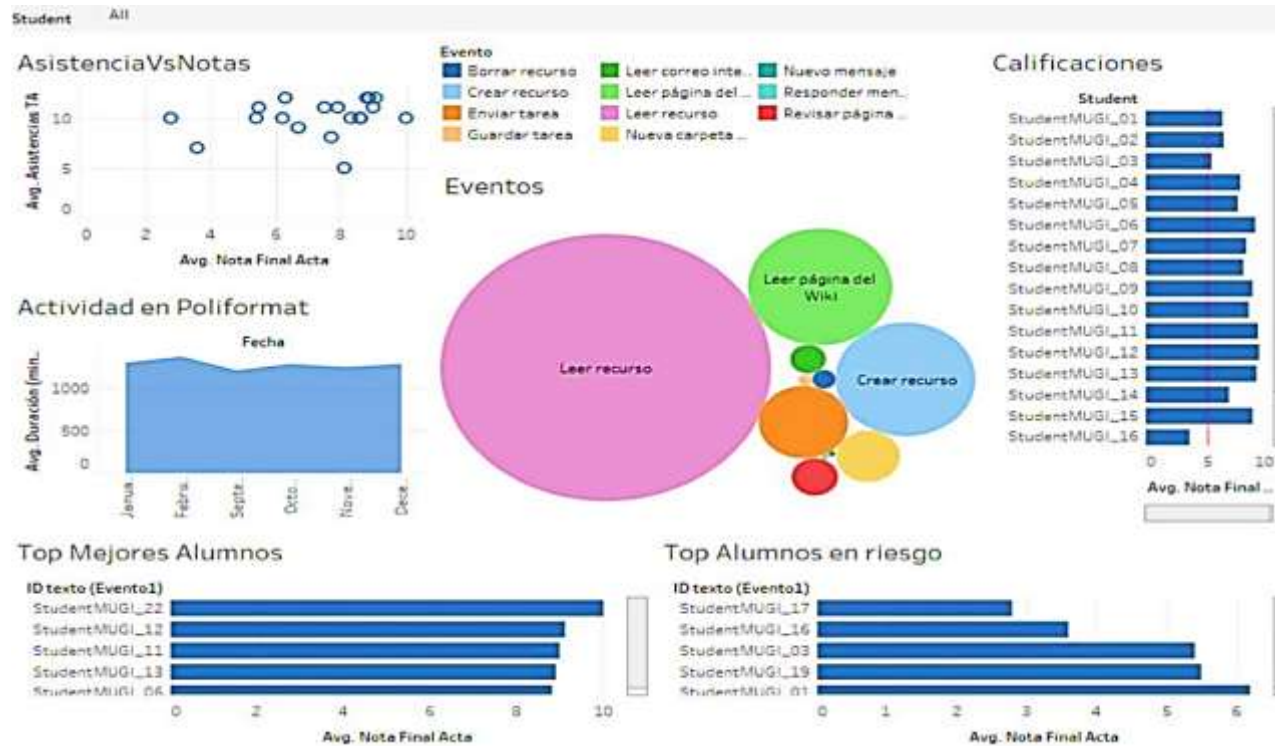 Student All
AsistenciaVsNotas
Avg. Asistencias TA
10
5
0
0 2 4 6 8 10
Avg. Nota Final Acta
Evento
Borrar recurso
Crear recurso
Enviar tarea
Guardar tarea
Leer correo inte..
Leer página del ...
Leer recurso
Nueva carpeta ...
Nuevo mensaje
Responder men..
Revisar página ...
Eventos
Leer recurso
Leer página del
Wiki
Crear recurso
Calificaciones
Student
StudentMUGI_01
StudentMUGI_02
StudentMUGI_03
StudentMUGI_04
StudentMUGI_05
StudentMUGI_06
StudentMUGI_07
StudentMUGI_08
StudentMUGI_09
StudentMUGI_10
StudentMUGI_11
StudentMUGI_12
StudentMUGI_13
StudentMUGI_14
StudentMUGI_15
StudentMUGI_16
0 5 10
Avg. Nota Final ...
Actividad en Poliformat
Fecha
Avg. Duración (min..
1000
500
0
Janua..
Febru..
Septe..
Octo..
Nove..
Dece..
Top Mejores Alumnos
ID texto (Evento1)
StudentMUGI_22
StudentMUGI_12
StudentMUGI_11
StudentMUGI_13
StudentMUGI_06
0 2 4 6 8 10
Avg. Nota Final Acta
Top Alumnos en riesgo
ID texto (Evento1)
StudentMUGI_17
StudentMUGI_16
StudentMUGI_03
StudentMUGI_19
StudentMUGI_01
0 1 2 3 4 5 6
Avg. Nota Final Acta